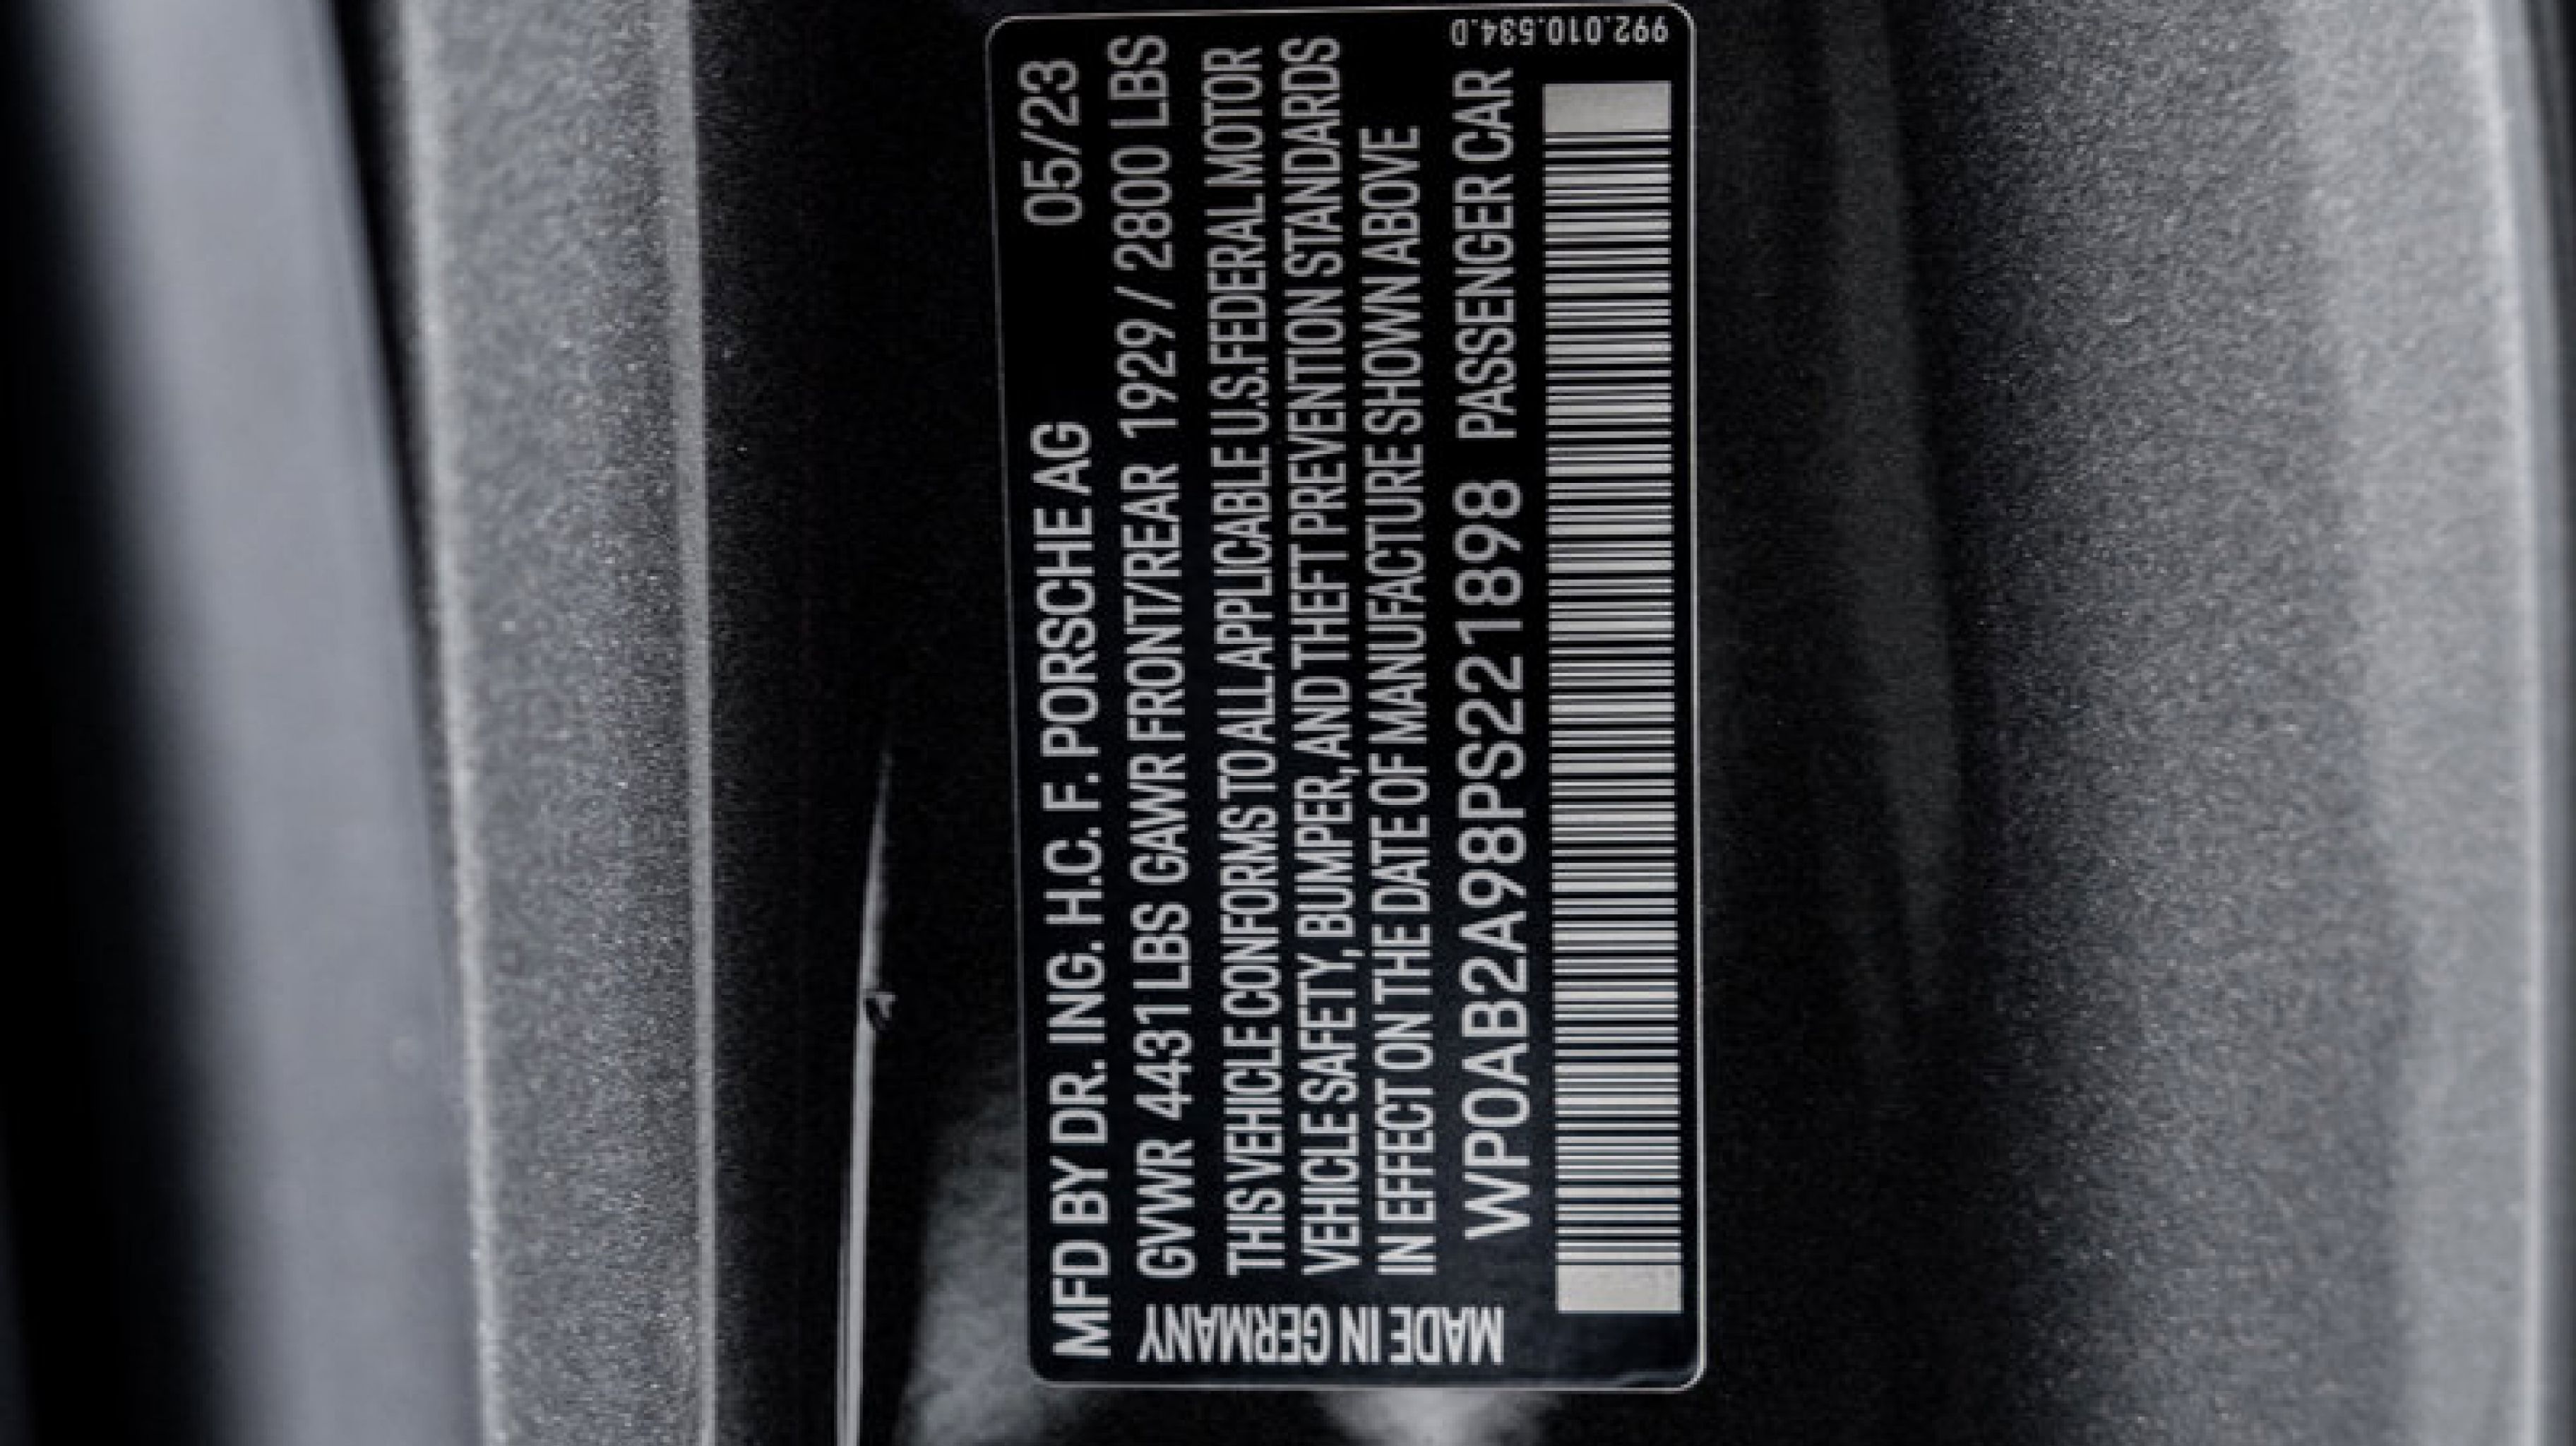 MFD BY DR. ING. H.C. F. PORSCHE AG 05/23
GVWR 4431 LBS GAWR FRONT/REAR 1929 / 2800 LBS
THIS VEHICLE CONFORMS TO ALL APPLICABLE U.S. FEDERAL MOTOR
VEHICLE SAFETY, BUMPER, AND THEFT PREVENTION STANDARDS
IN EFFECT ON THE DATE OF MANUFACTURE SHOWN ABOVE
WP0AB2A98PS221898 PASSENGER CAR
MADE IN GERMANY
992.010.534.D